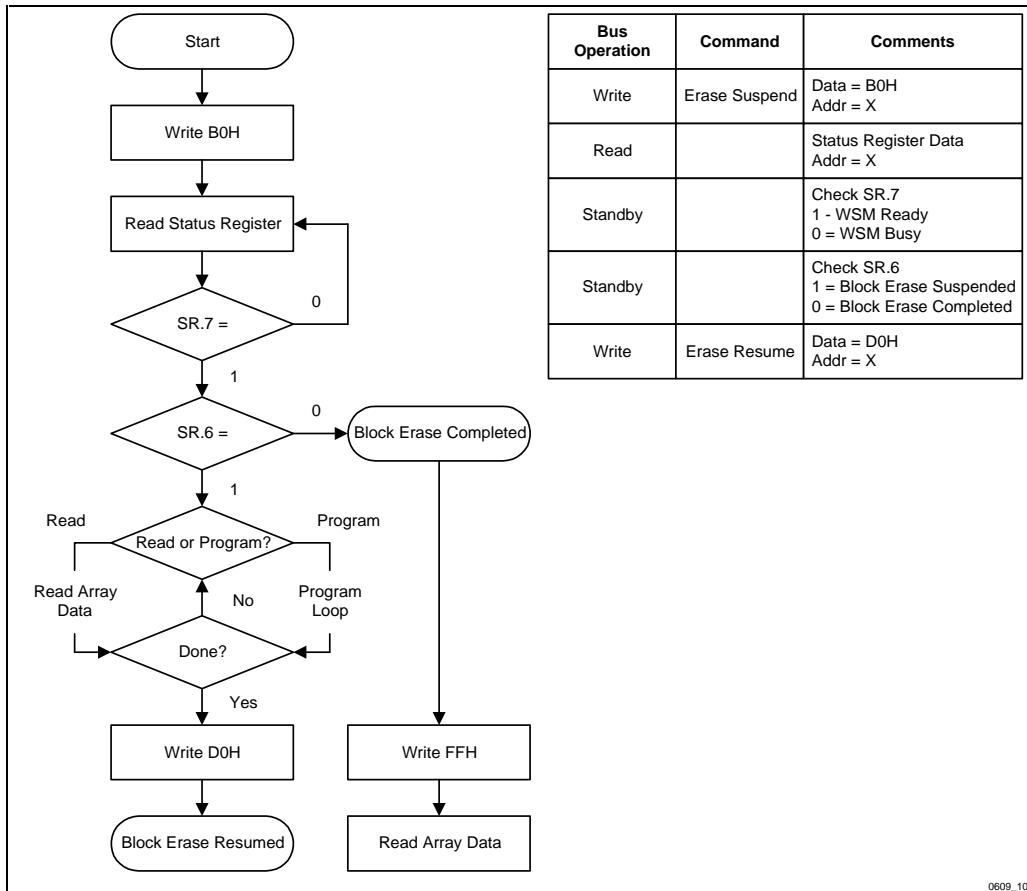 Start
Write B0H
Read Status Register
0
SR.7 =
1
0
SR.6 =
Block Erase Completed
1
Read
Program
Read or Program?
Read Array
Data
No
Program
Loop
Done?
Yes
Write D0H
Write FFH
Block Erase Resumed
Read Array Data
Bus
Operation
Command
Comments
Write
Erase Suspend
Data = B0H
Addr = X
Read
Status Register Data
Addr = X
Standby
Check SR.7
1 - WSM Ready
0 = WSM Busy
Standby
Check SR.6
1 = Block Erase Suspended
0 = Block Erase Completed
Write
Erase Resume
Data = D0H
Addr = X
0609_10